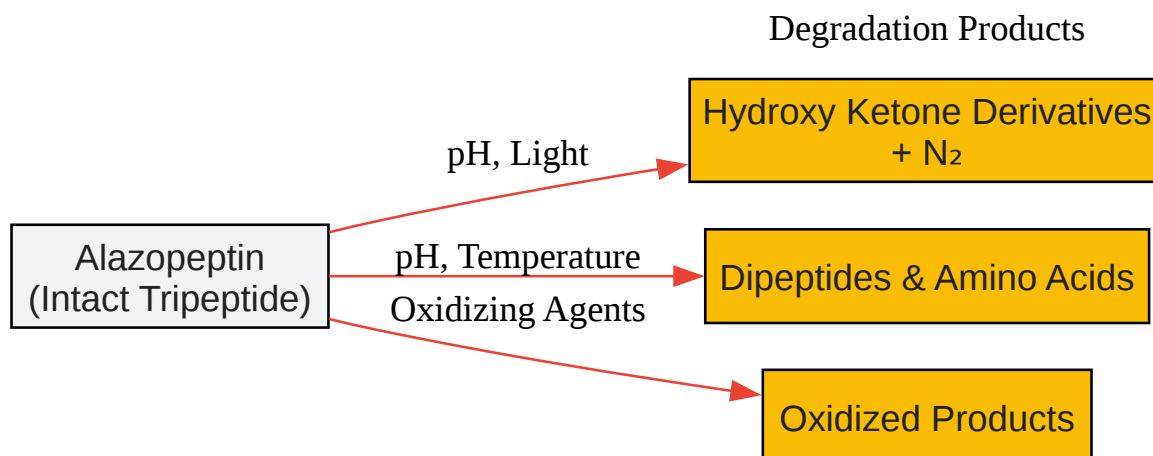 Degradation Products
Hydroxy Ketone Derivatives
+ N₂
pH, Light
Alazopeptin
(Intact Tripeptide)
pH, Temperature
Dipeptides & Amino Acids
Oxidizing Agents
Oxidized Products